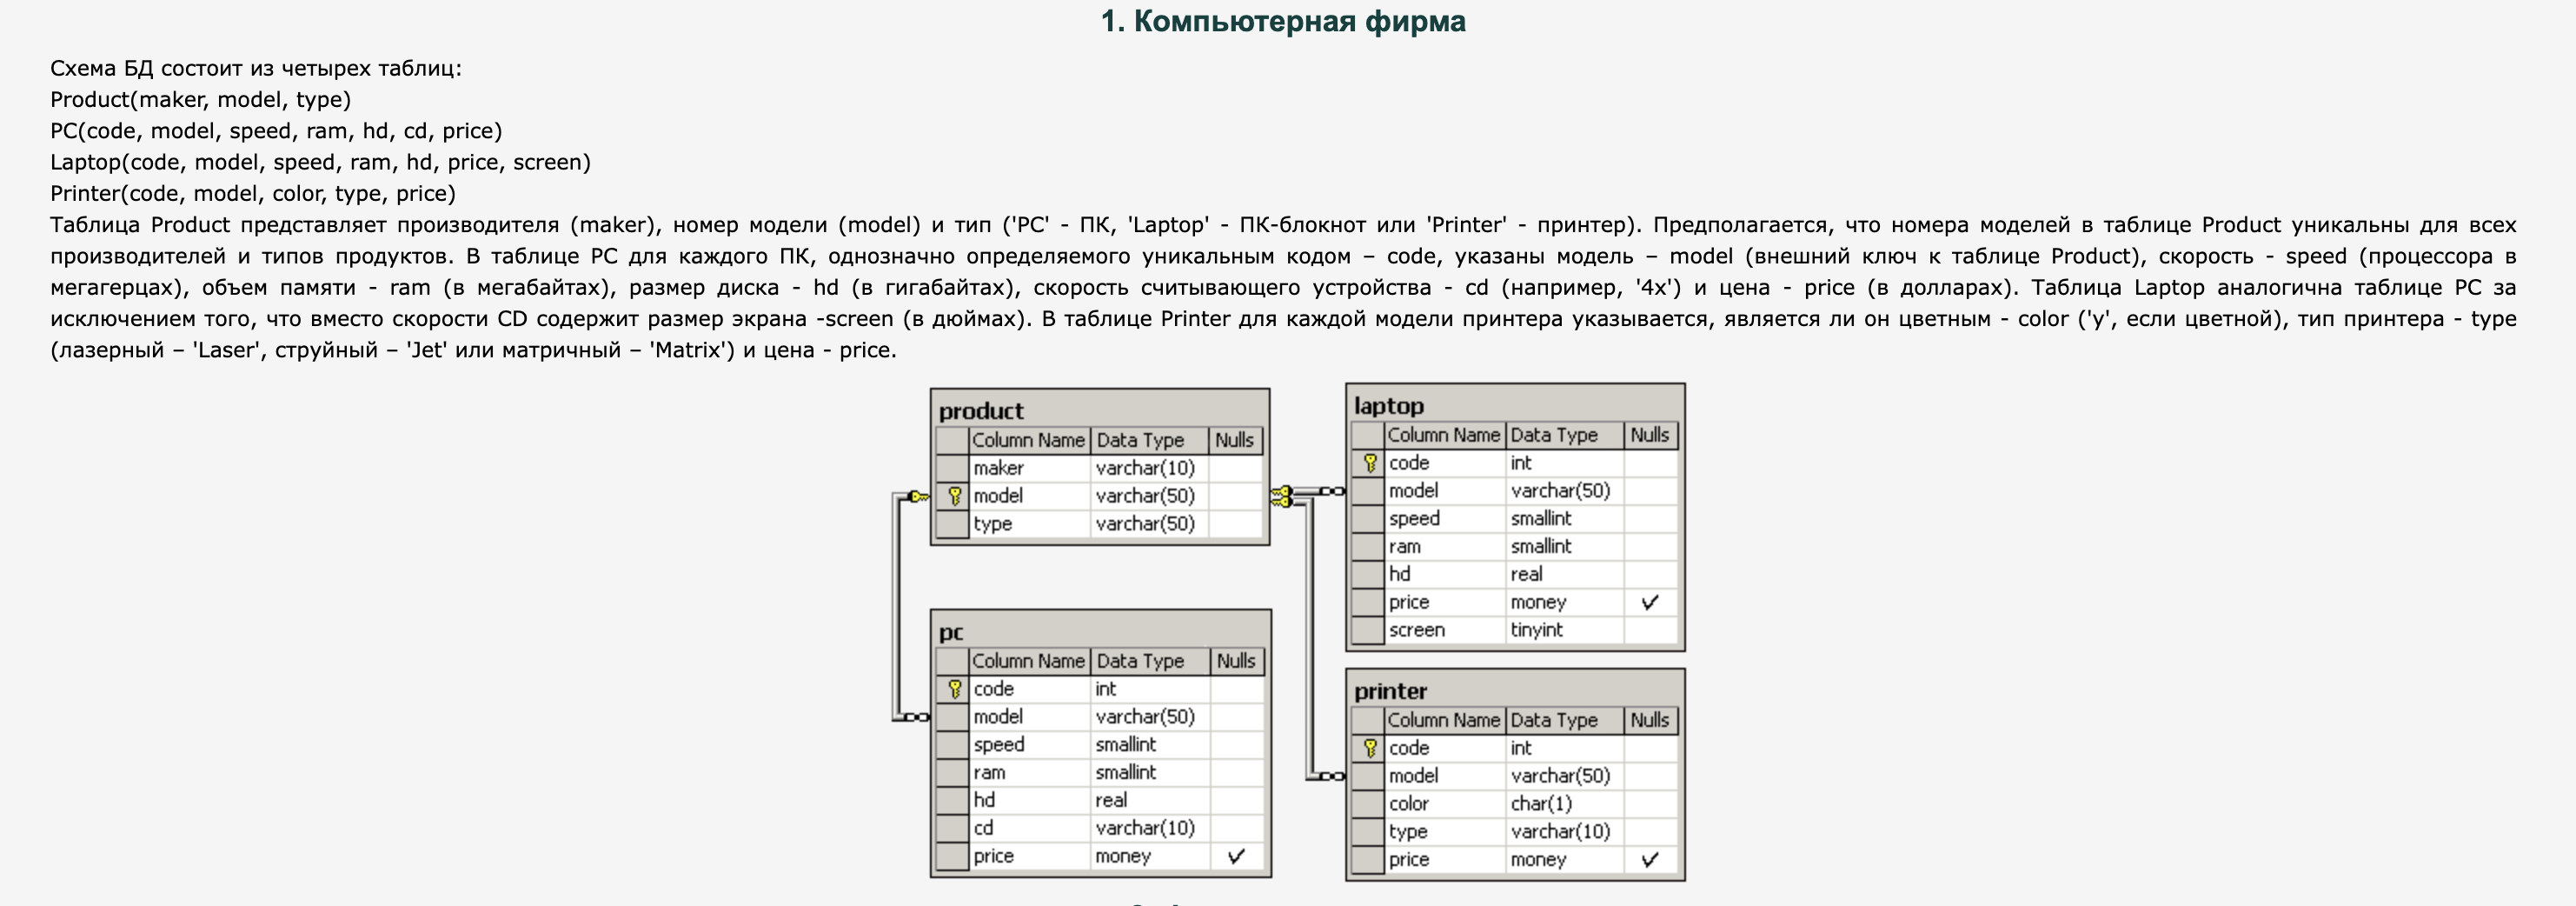 1. Компьютерная фирма
Схема БД состоит из четырех таблиц:
Product(maker, model, type)
PC(code, model, speed, ram, hd, cd, price)
Laptop(code, model, speed, ram, hd, price, screen)
Printer(code, model, color, type, price)
Таблица Product представляет производителя (maker), номер модели (model) и тип ('PC' - ПК, 'Laptop' - ПК-блокнот или 'Printer' - принтер). Предполагается, что номера моделей в таблице Product уникальны для всех
производителей и типов продуктов. В таблице PC для каждого ПК, однозначно определяемого уникальным кодом – code, указаны модель – model (внешний ключ к таблице Product), скорость - speed (процессора в
мегагерцах), объем памяти - ram (в мегабайтах), размер диска - hd (в гигабайтах), скорость считывающего устройства - cd (например, '4x') и цена - price (в долларах). Таблица Laptop аналогична таблице РС за
исключением того, что вместо скорости CD содержит размер экрана -screen (в дюймах). В таблице Printer для каждой модели принтера указывается, является ли он цветным - color ('y', если цветной), тип принтера - type
(лазерный – 'Laser', струйный – 'Jet' или матричный – 'Matrix') и цена - price.
product
Column Name Data Type Nulls
maker varchar(10)
model varchar(50)
type varchar(50)
laptop
Column Name Data Type Nulls
code int
model varchar(50)
speed smallint
ram smallint
hd real
price money ✓
screen tinyint
pc
Column Name Data Type Nulls
code int
model varchar(50)
speed smallint
ram smallint
hd real
cd varchar(10)
price money ✓
printer
Column Name Data Type Nulls
code int
model varchar(50)
color char(1)
type varchar(10)
price money ✓